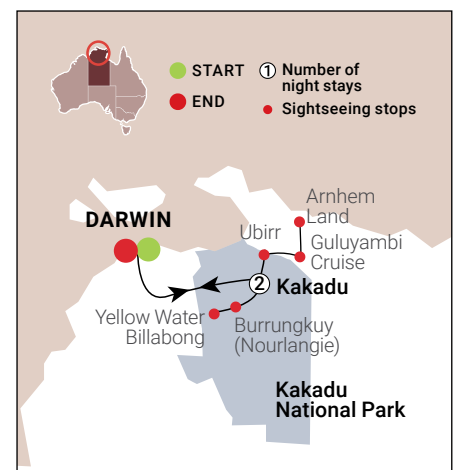 START
END
1 Number of
night stays
Sightseeing stops
Arnhem
Land
DARWIN
Ubirr
Guluyambi
Cruise
2 Kakadu
Yellow Water
Billabong
Burrungkuy
(Nourlangie)
Kakadu
National Park